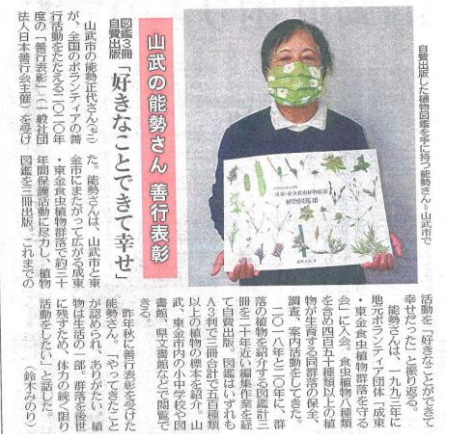 自費出版した植物図鑑を手に持つ能勢さん=山武市で
山武の能勢さん 善行表彰
図鑑3冊
自費出版
「好きなことできて幸せ」
成東・東金食虫植物群落
植物図鑑
山武市の能勢正代さん
が、全国のボランティアの善
行活動をたたえる二〇二〇年
度の「善行表彰」(一般社団
法人日本善行会主催)を受け
た。能勢さんは、山武市と東
金市にまたがって広がる成東
・東金食虫植物群落で約三十
年間保護活動に尽力し、植物
図鑑を三冊出版。これまでの
活動を「好きなことができて
幸せだった」と振り返る。
能勢さんは、一九九三年に
地元ボランティア団体「成東
・東金食虫植物群落を守る
会」に入会。食虫植物八種類
を含め四百五十種類以上の植
物が生育する同群落の保全、
調査、案内活動をしてきた。
二〇一八年と二〇年に、群
落の植物を紹介する図鑑計三
冊を二十年近い編集作業を経
て自費出版。図鑑はいずれも
A3判で三冊合計で五百種類
以上の植物の標本を紹介。山
武、東金市内の小中学校や図
書館、県文書館などで閲覧で
きる。
昨年秋に善行表彰を受けた
能勢さん。「やってきたこと
が認められ、ありがたい。植
物は生活の一部。群落を後世
に残すため、体力の続く限り
活動をしたい」と話した。
(鈴木みのり)